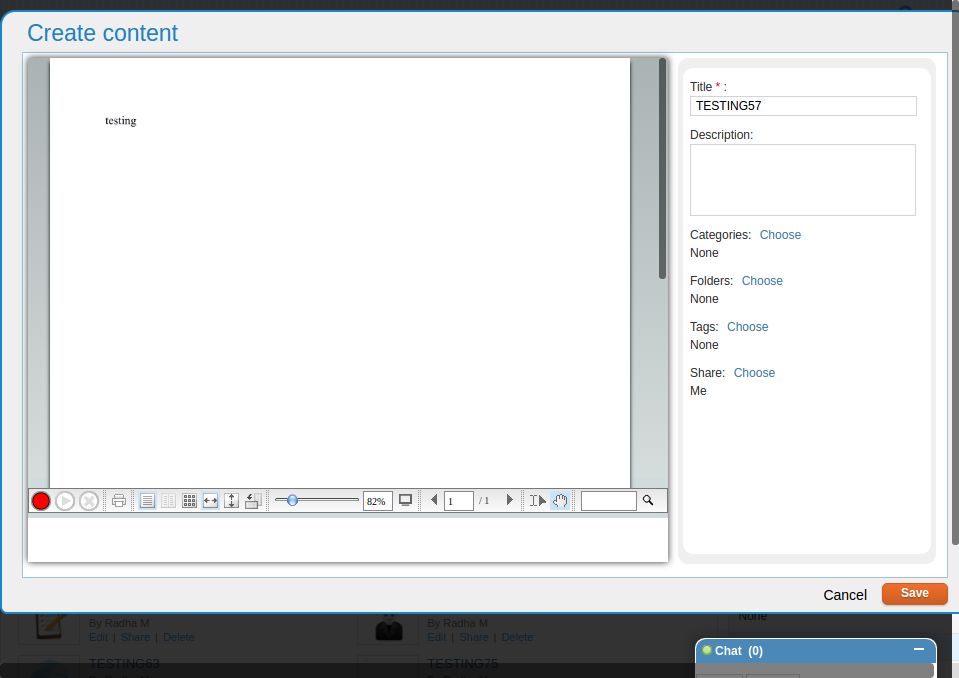 Create content
testing
Title * :
TESTING57
Description:
Categories: Choose
None
Folders: Choose
None
Tags: Choose
None
Share: Choose
Me
82%
1 / 1
Cancel
Save
By Radha M
Edit | Share | Delete
By Radha M
Edit | Share | Delete
None
TESTING63
TESTING75
Chat (0)